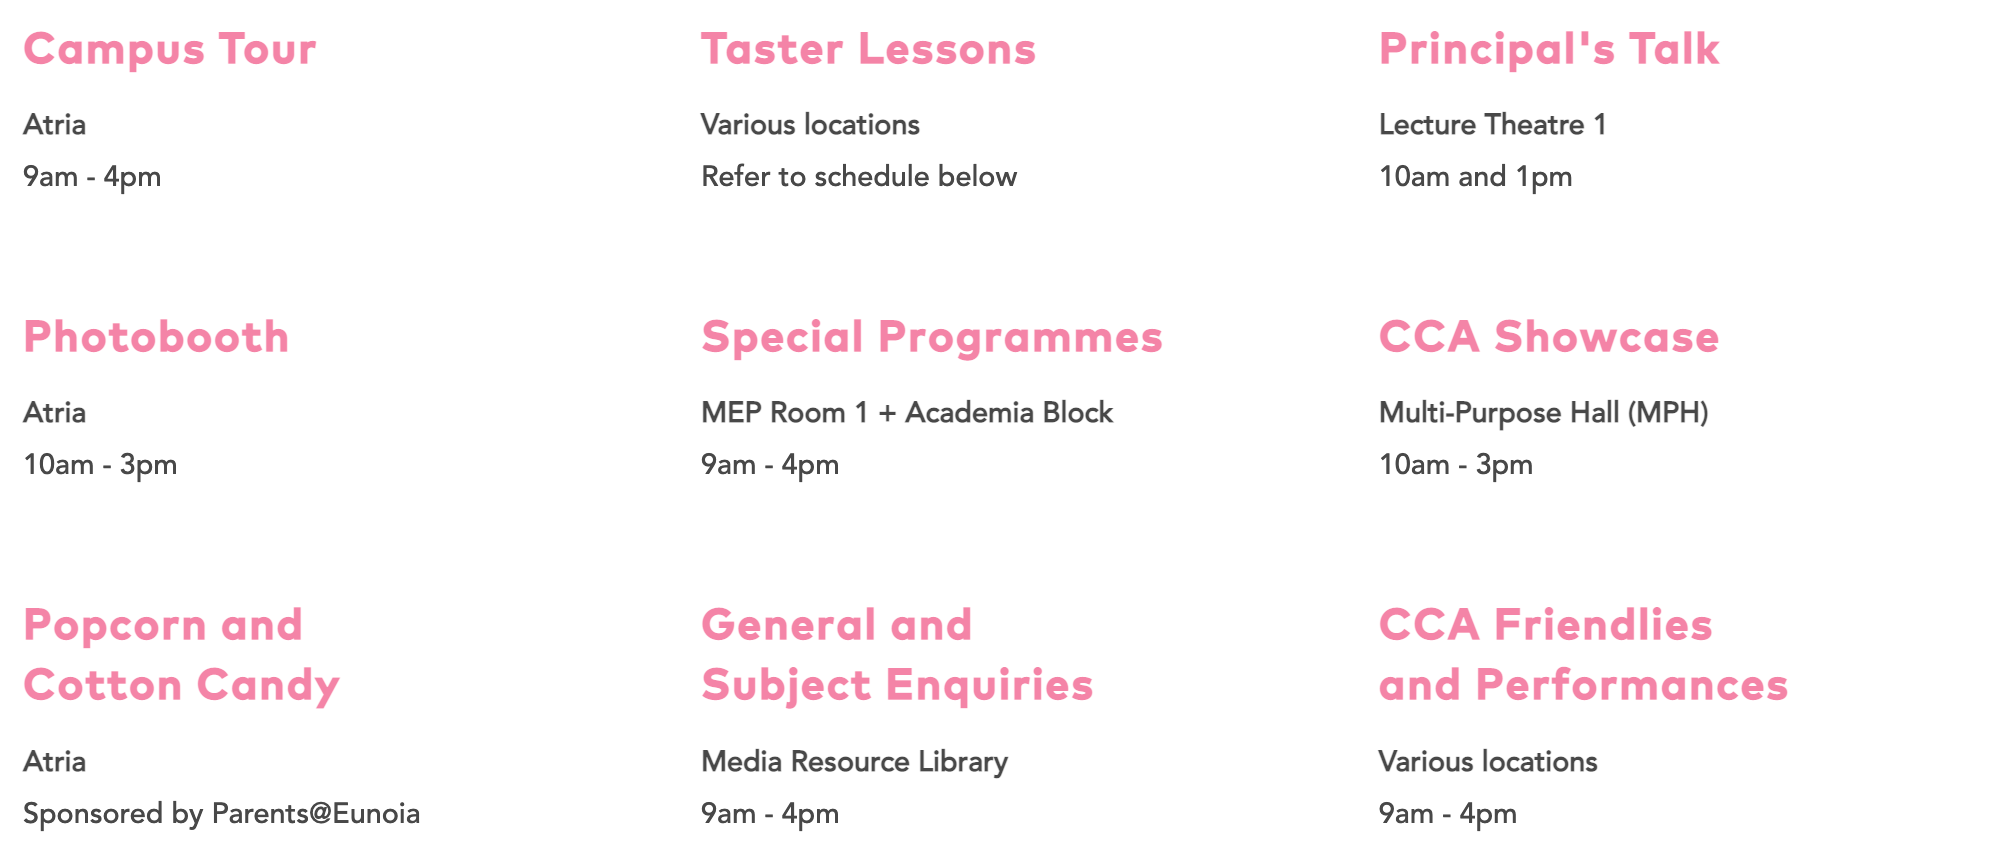 Campus Tour
Atria
9am - 4pm
Taster Lessons
Various locations
Refer to schedule below
Principal's Talk
Lecture Theatre 1
10am and 1pm
Photobooth
Atria
10am - 3pm
Special Programmes
MEP Room 1 + Academia Block
9am - 4pm
CCA Showcase
Multi-Purpose Hall (MPH)
10am - 3pm
Popcorn and
Cotton Candy
Atria
Sponsored by Parents@Eunoia
General and
Subject Enquiries
Media Resource Library
9am - 4pm
CCA Friendlies
and Performances
Various locations
9am - 4pm